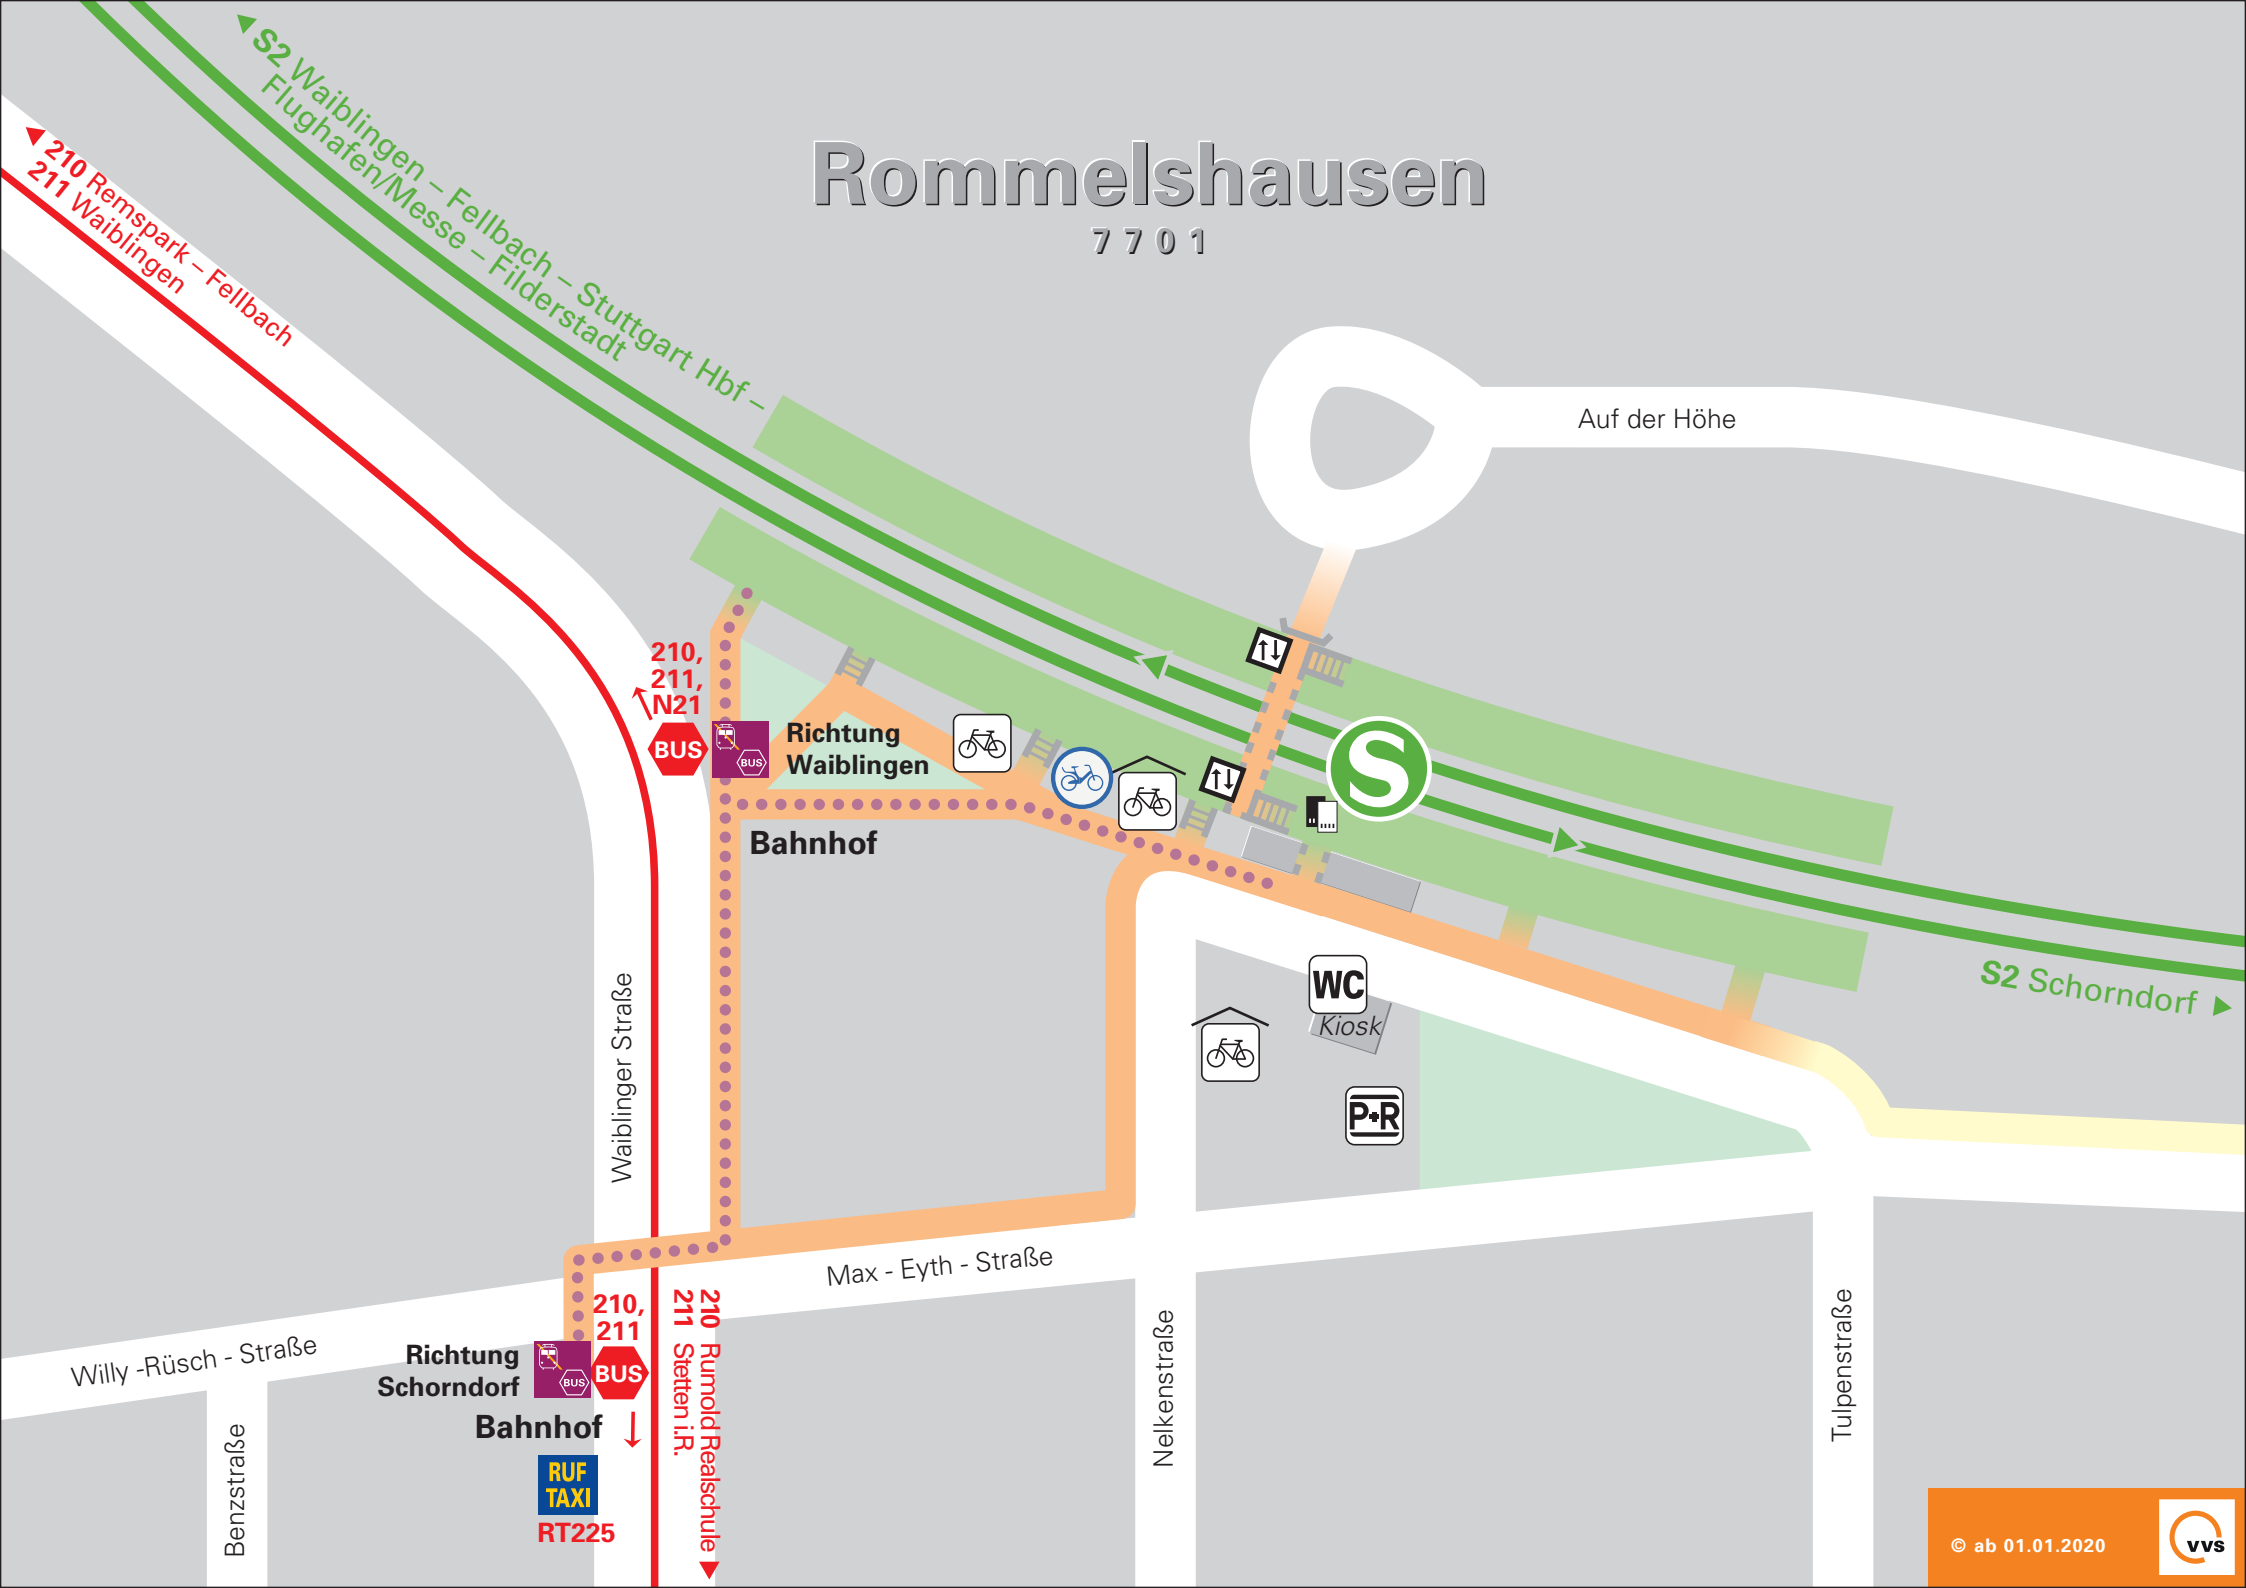 S2 Waiblingen – Fellbach – Stuttgart Hbf –
Flughafen/Messe – Filderstadt
210 Remspark – Fellbach
211 Waiblingen
Rommelshausen
7701
Auf der Höhe
210,
211,
N21
BUS
BUS
Richtung
Waiblingen
Bahnhof
S
S2 Schorndorf
WC
Kiosk
P+R
Waiblinger Straße
Max - Eyth - Straße
Willy -Rüsch - Straße
Benzstraße
Nelkenstraße
Tulpenstraße
210,
211
Richtung
Schorndorf
BUS
BUS
Bahnhof
RUF
TAXI
RT225
210 Rumold Realschule
211 Stetten i.R.
© ab 01.01.2020
VVS